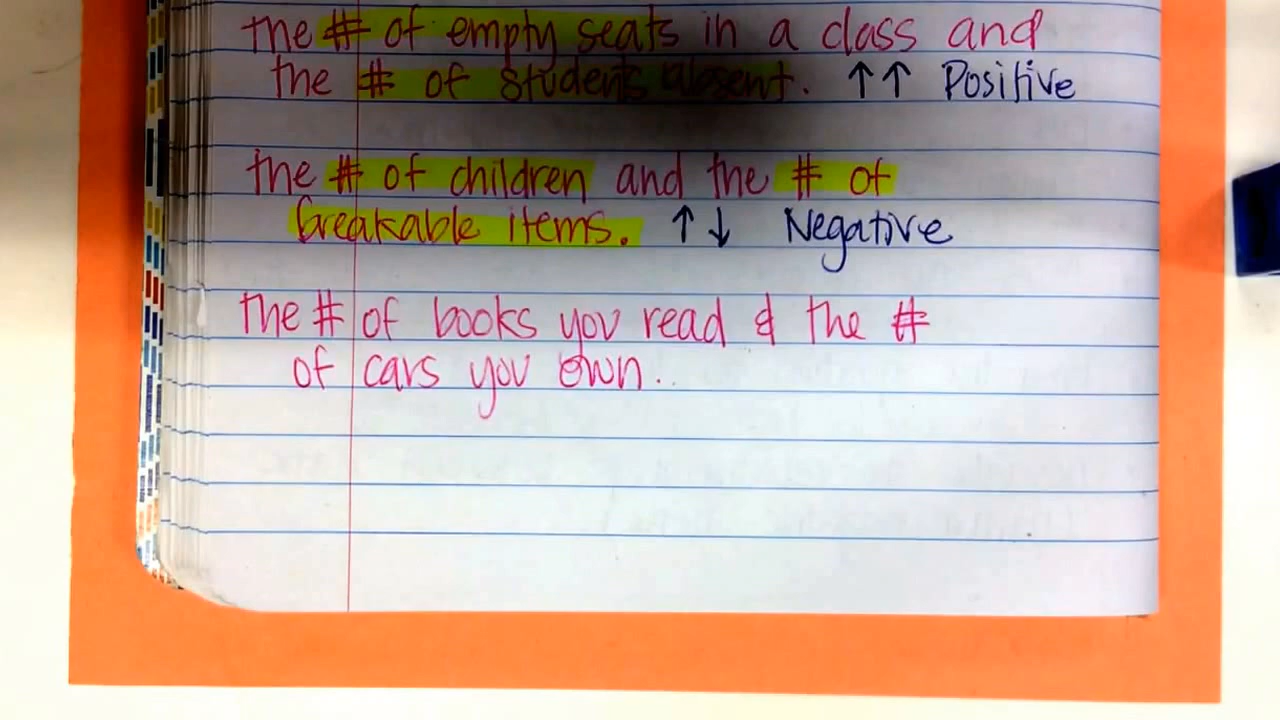 the # of empty seats in a class and
the # of students absent. ↑↑ Positive
the # of children and the # of
breakable items. ↑↓ Negative
the # of books you read & the #
of cars you own..